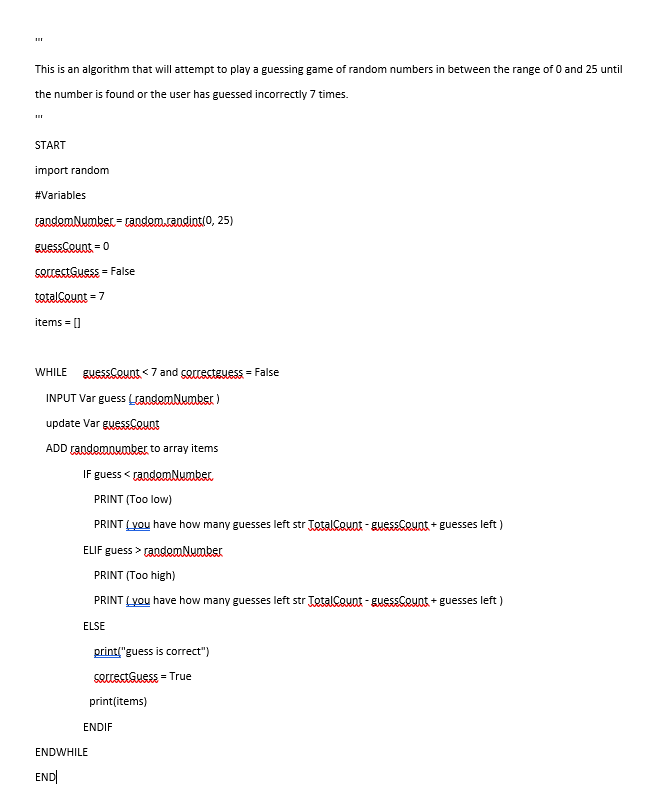 '''
This is an algorithm that will attempt to play a guessing game of random numbers in between the range of 0 and 25 until
the number is found or the user has guessed incorrectly 7 times.
'''
START
import random
#Variables
randomNumber = random.randint(0, 25)
guessCount = 0
correctGuess = False
totalCount = 7
items = []
WHILE guessCount < 7 and correctguess = False
INPUT Var guess ( randomNumber )
update Var guessCount
ADD randomnumber to array items
IF guess < randomNumber
PRINT (Too low)
PRINT ( you have how many guesses left str TotalCount - guessCount + guesses left )
ELIF guess > randomNumber
PRINT (Too high)
PRINT ( you have how many guesses left str TotalCount - guessCount + guesses left )
ELSE
print("guess is correct")
correctGuess = True
print(items)
ENDIF
ENDWHILE
END